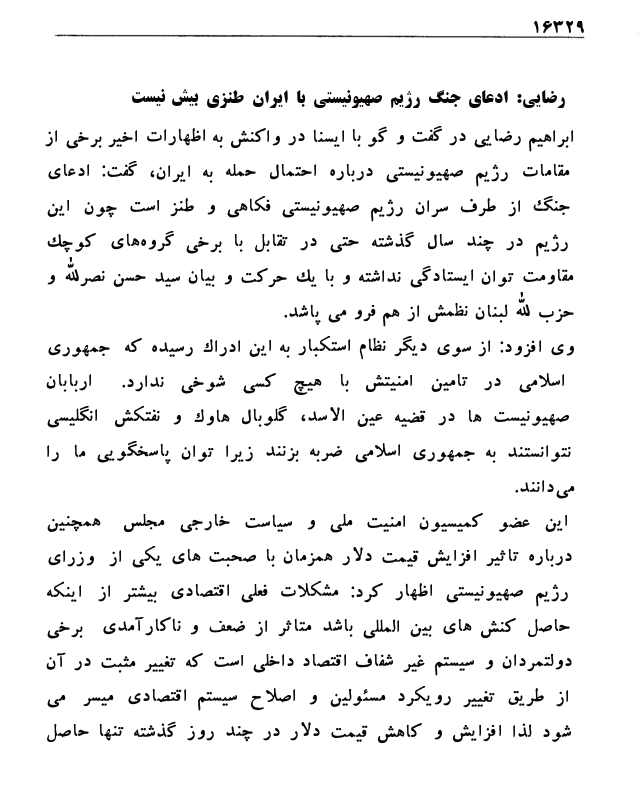 ۱۶۳۲۹
رضایی: ادعای جنگ رژیم صهیونیستی با ایران طنزی بیش نیست
ابراهیم رضایی در گفت و گو با ایسنا در واکنش به اظهارات اخیر برخی از
مقامات رژیم صهیونیستی درباره احتمال حمله به ایران، گفت: ادعای
جنگ از طرف سران رژیم صهیونیستی فکاهی و طنز است چون این
رژیم در چند سال گذشته حتی در تقابل با برخی گروه‌های کوچک
مقاومت توان ایستادگی نداشته و با یک حرکت و بیان سید حسن نصرالله و
حزب الله لبنان نظمش از هم فرو می پاشد.
وی افزود: از سوی دیگر نظام استکبار به این ادراک رسیده که جمهوری
اسلامی در تامین امنیتش با هیچ کسی شوخی ندارد. اربابان
صهیونیست ها در قضیه عین الاسد، گلوبال هاوک و نفتکش انگلیسی
نتوانستند به جمهوری اسلامی ضربه بزنند زیرا توان پاسخگویی ما را
می‌دانند.
این عضو کمیسیون امنیت ملی و سیاست خارجی مجلس همچنین
درباره تاثیر افزایش قیمت دلار همزمان با صحبت های یکی از وزرای
رژیم صهیونیستی اظهار کرد: مشکلات فعلی اقتصادی بیشتر از اینکه
حاصل کنش های بین المللی باشد متاثر از ضعف و ناکارآمدی برخی
دولتمردان و سیستم غیر شفاف اقتصاد داخلی است که تغییر مثبت در آن
از طریق تغییر رویکرد مسئولین و اصلاح سیستم اقتصادی میسر می
شود لذا افزایش و کاهش قیمت دلار در چند روز گذشته تنها حاصل